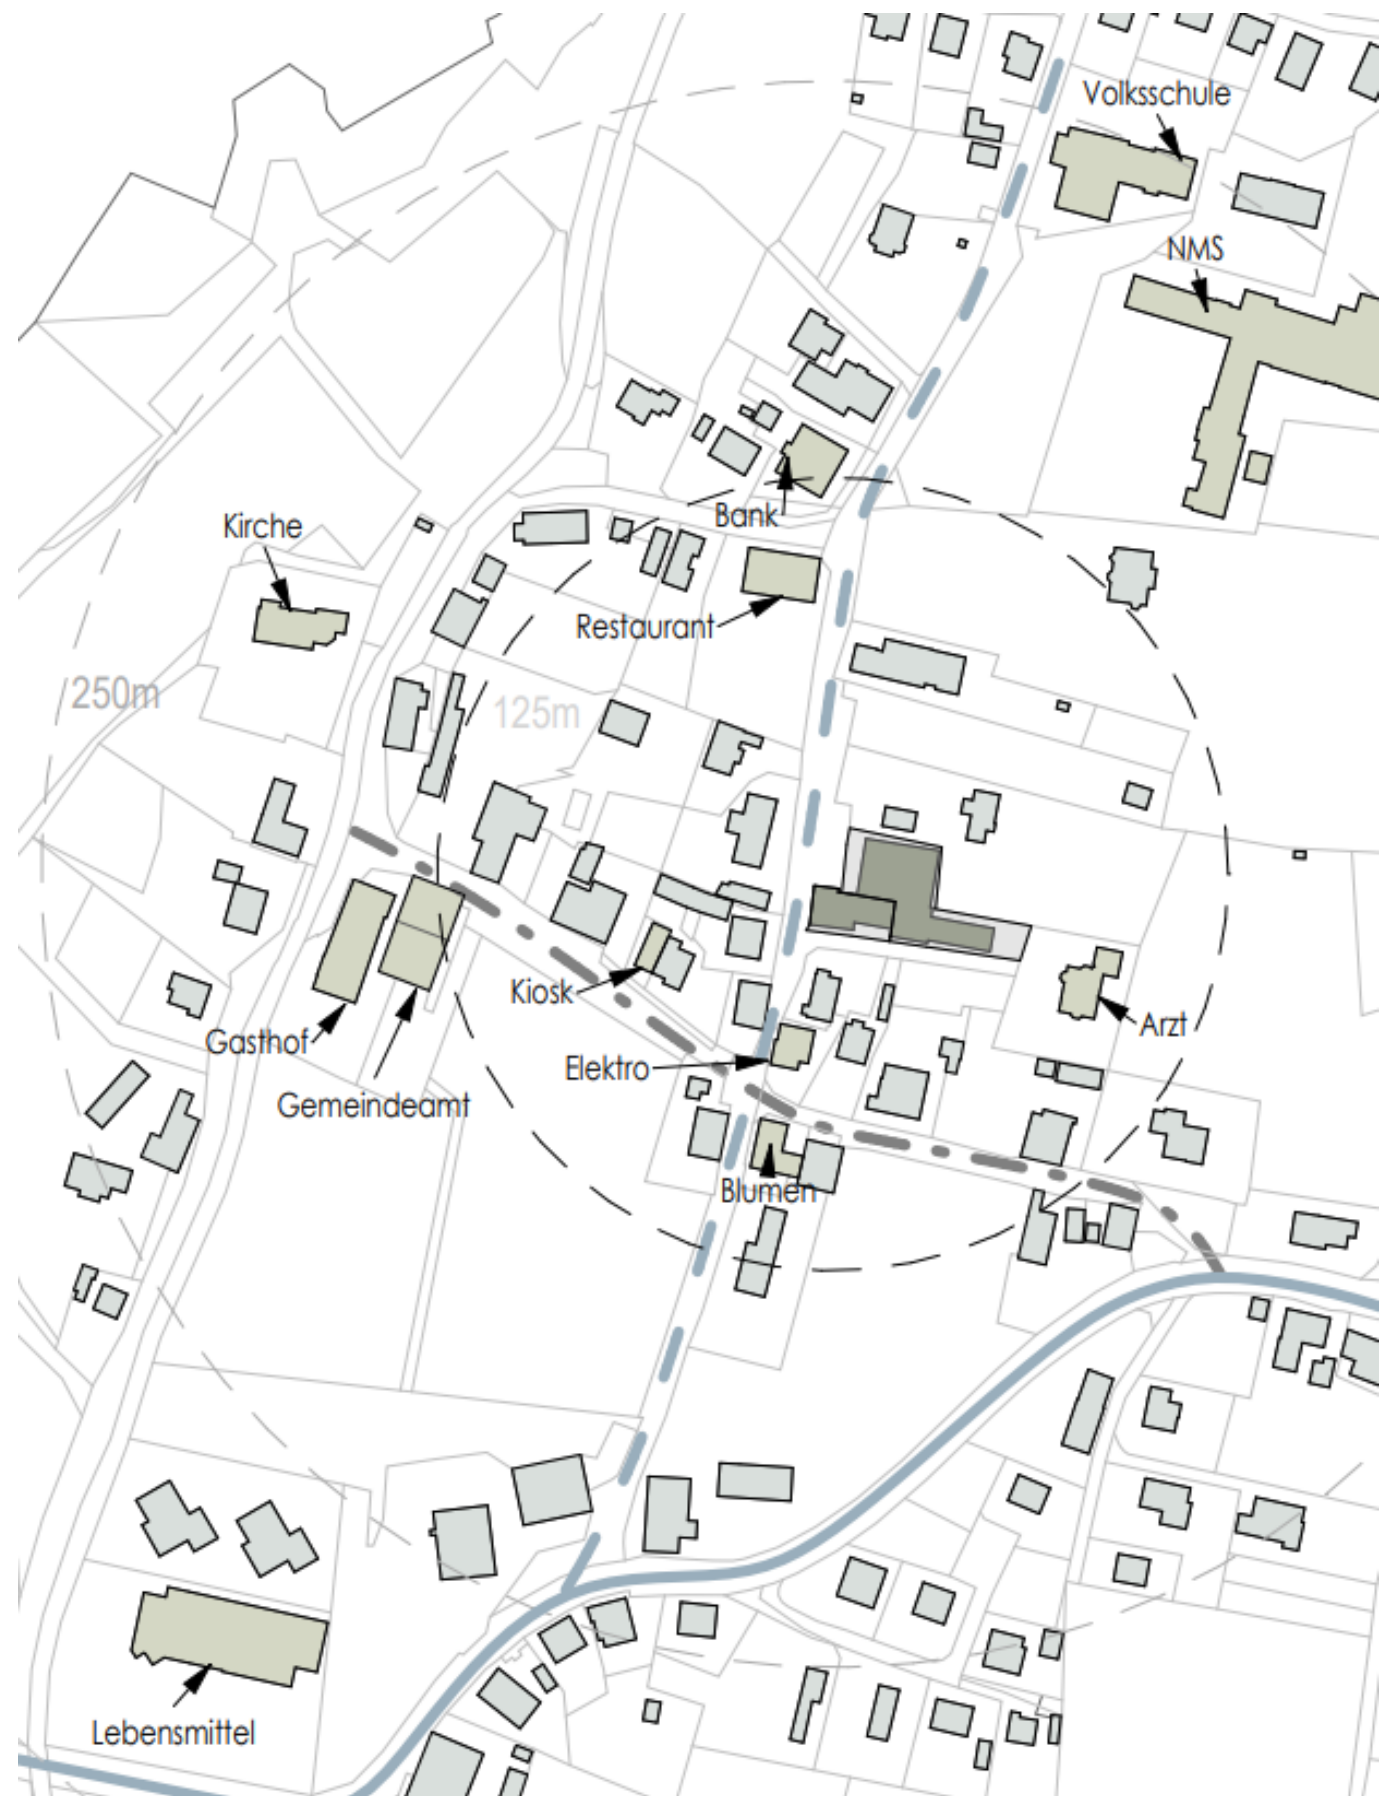 Volksschule
NMS
Bank
Kirche
Restaurant
250m
125m
Kiosk
Gasthof
Arzt
Elektro
Gemeindeamt
Blumen
Lebensmittel